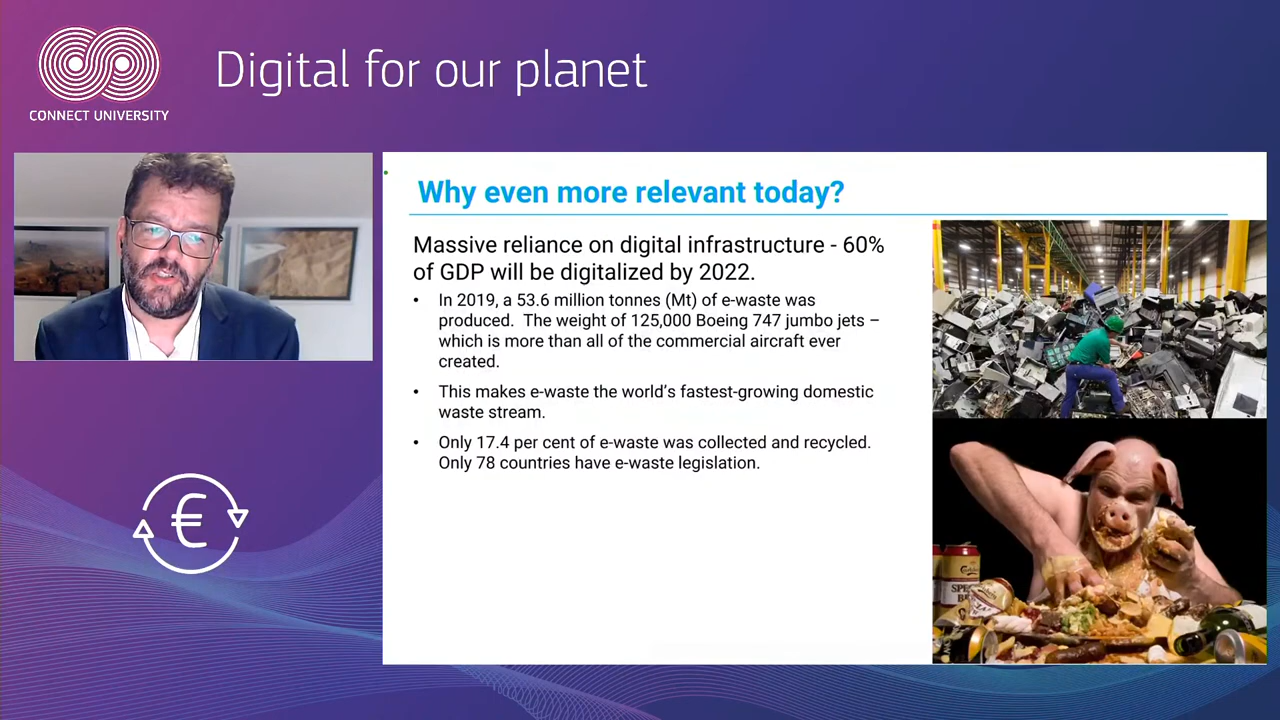 CONNECT UNIVERSITY
Digital for our planet
Why even more relevant today?
Massive reliance on digital infrastructure - 60%
of GDP will be digitalized by 2022.
• In 2019, a 53.6 million tonnes (Mt) of e-waste was
produced. The weight of 125,000 Boeing 747 jumbo jets –
which is more than all of the commercial aircraft ever
created.
• This makes e-waste the world's fastest-growing domestic
waste stream.
• Only 17.4 per cent of e-waste was collected and recycled.
Only 78 countries have e-waste legislation.
€